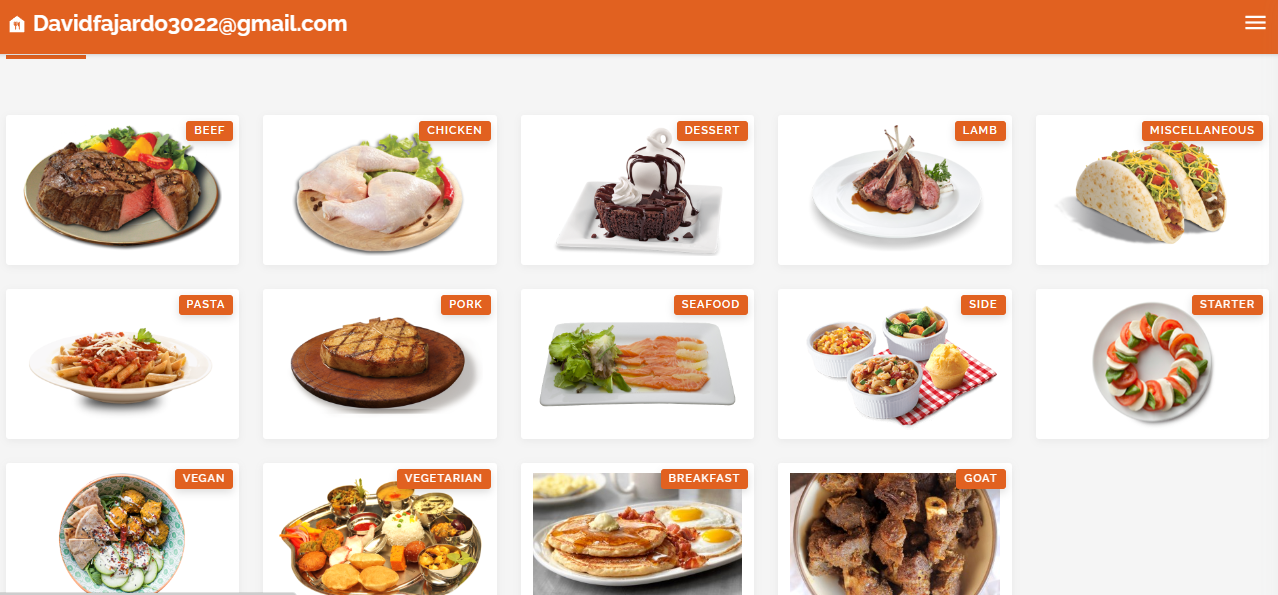 Davidfajardo3022@gmail.com
BEEF
CHICKEN
DESSERT
LAMB
MISCELLANEOUS
PASTA
PORK
SEAFOOD
SIDE
STARTER
VEGAN
VEGETARIAN
BREAKFAST
GOAT